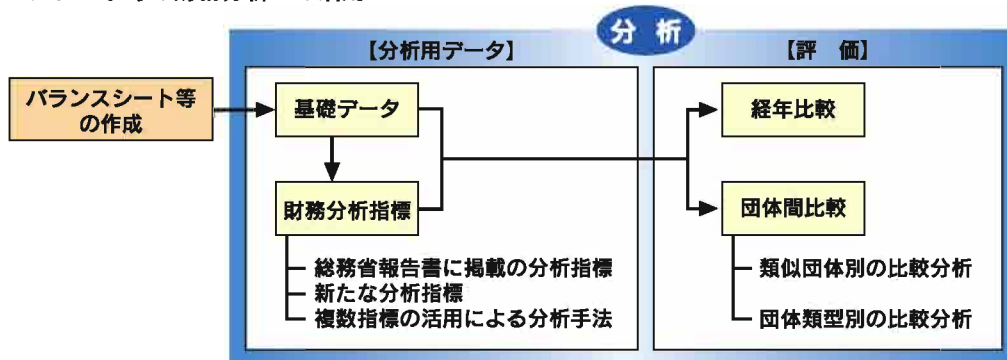 分 析
【分析用データ】
【評　価】
バランスシート等
の作成
基礎データ
経年比較
財務分析指標
団体間比較
総務省報告書に掲載の分析指標
新たな分析指標
複数指標の活用による分析手法
類似団体別の比較分析
団体類型別の比較分析